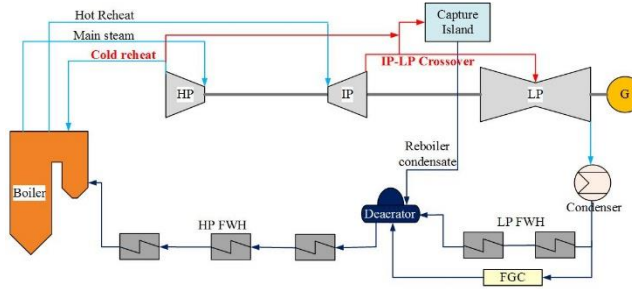 Hot Reheat
Main steam
Cold reheat
Capture
Island
IP-LP Crossover
HP
IP
LP
G
Boiler
Reboiler
condensate
Condenser
Deaerator
HP FWH
LP FWH
FGC